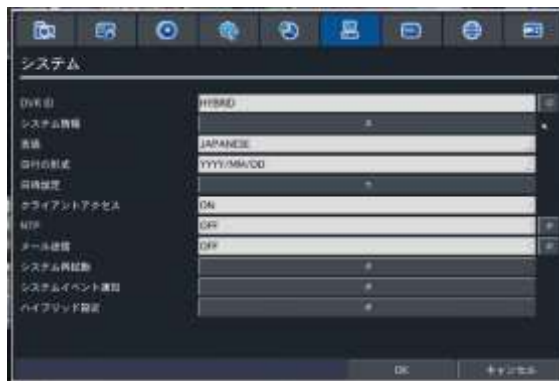 システム
DVR ID HYBRID
システム情報
言語 JAPANESE
日付の形式 YYYY/MM/DD
日時設定
クライアントアクセス ON
NTP OFF
メール送信 OFF
システム再起動
システムイベント通知
ハイブリッド設定
OK キャンセル